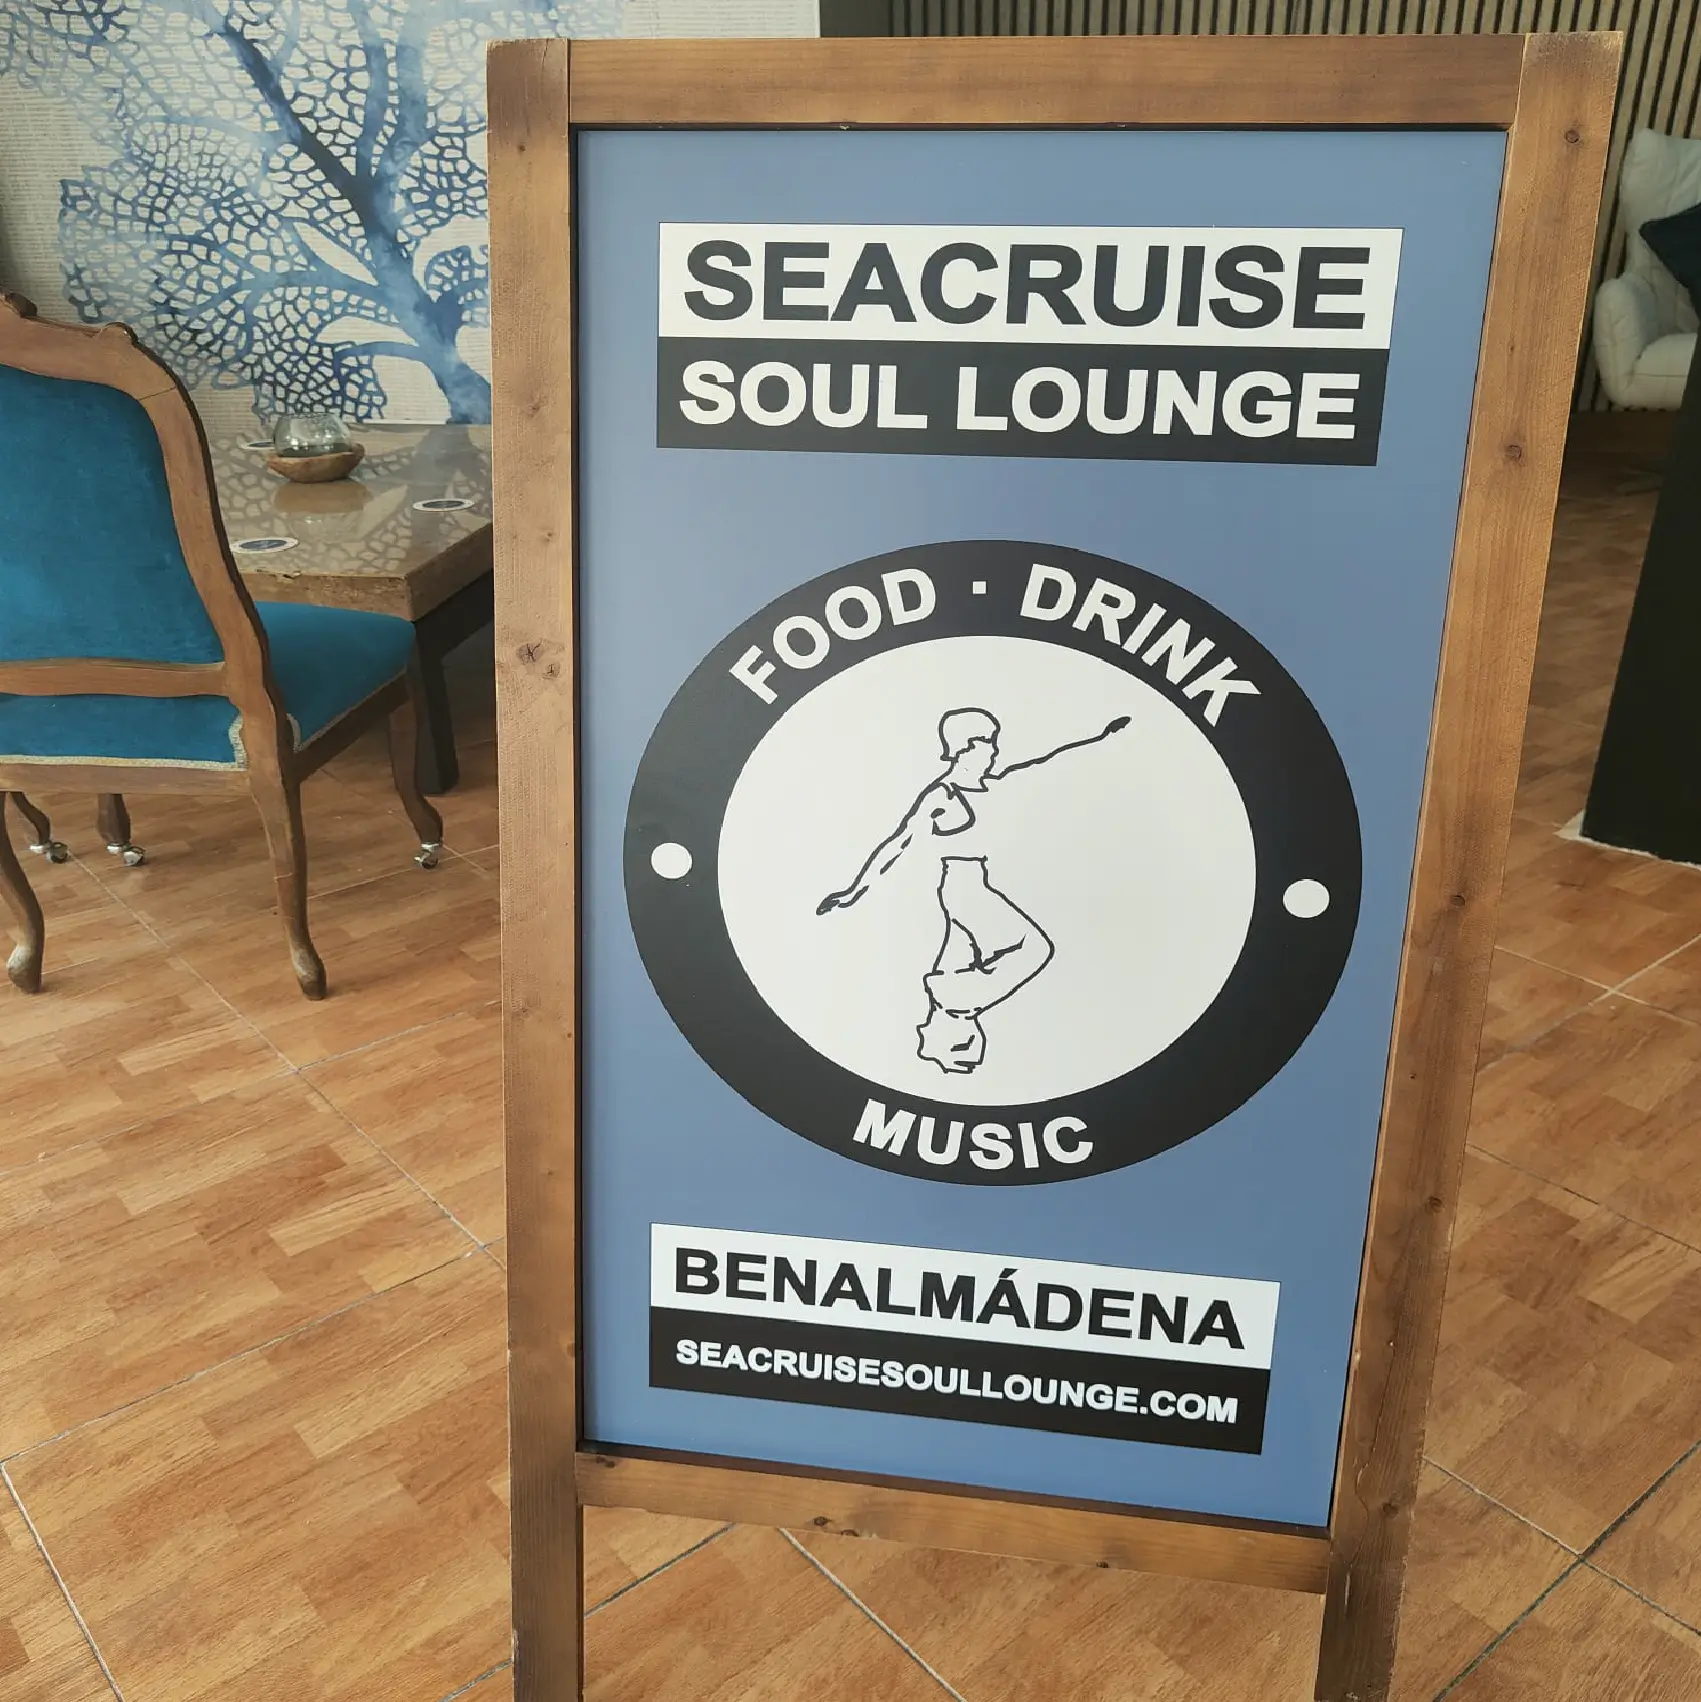 SEACRUISE
SOUL LOUNGE
FOOD · DRINK
MUSIC
BENALMÁDENA
SEACRUISESOULLOUNGE.COM